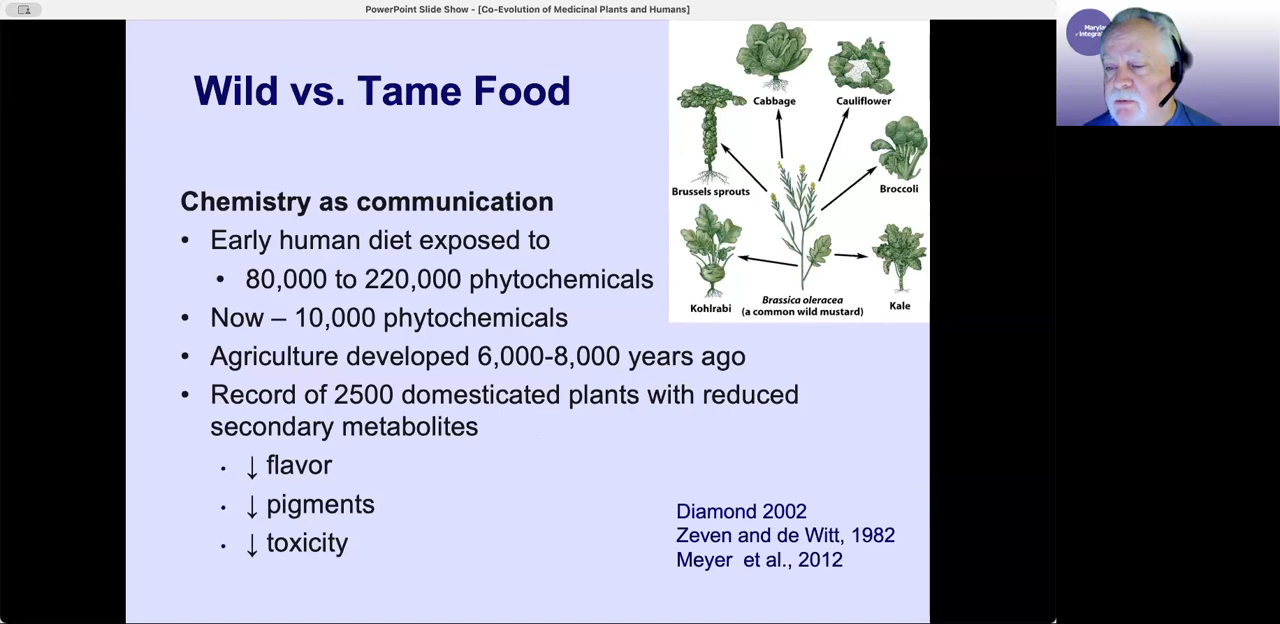 PowerPoint Slide Show - [Co-Evolution of Medicinal Plants and Humans]
Wild vs. Tame Food
Chemistry as communication
• Early human diet exposed to
• 80,000 to 220,000 phytochemicals
• Now – 10,000 phytochemicals
• Agriculture developed 6,000-8,000 years ago
• Record of 2500 domesticated plants with reduced
secondary metabolites
• ↓ flavor
• ↓ pigments
• ↓ toxicity
Cabbage
Cauliflower
Brussels sprouts
Broccoli
Kohlrabi
Brassica oleracea
(a common wild mustard)
Kale
Diamond 2002
Zeven and de Witt, 1982
Meyer et al., 2012